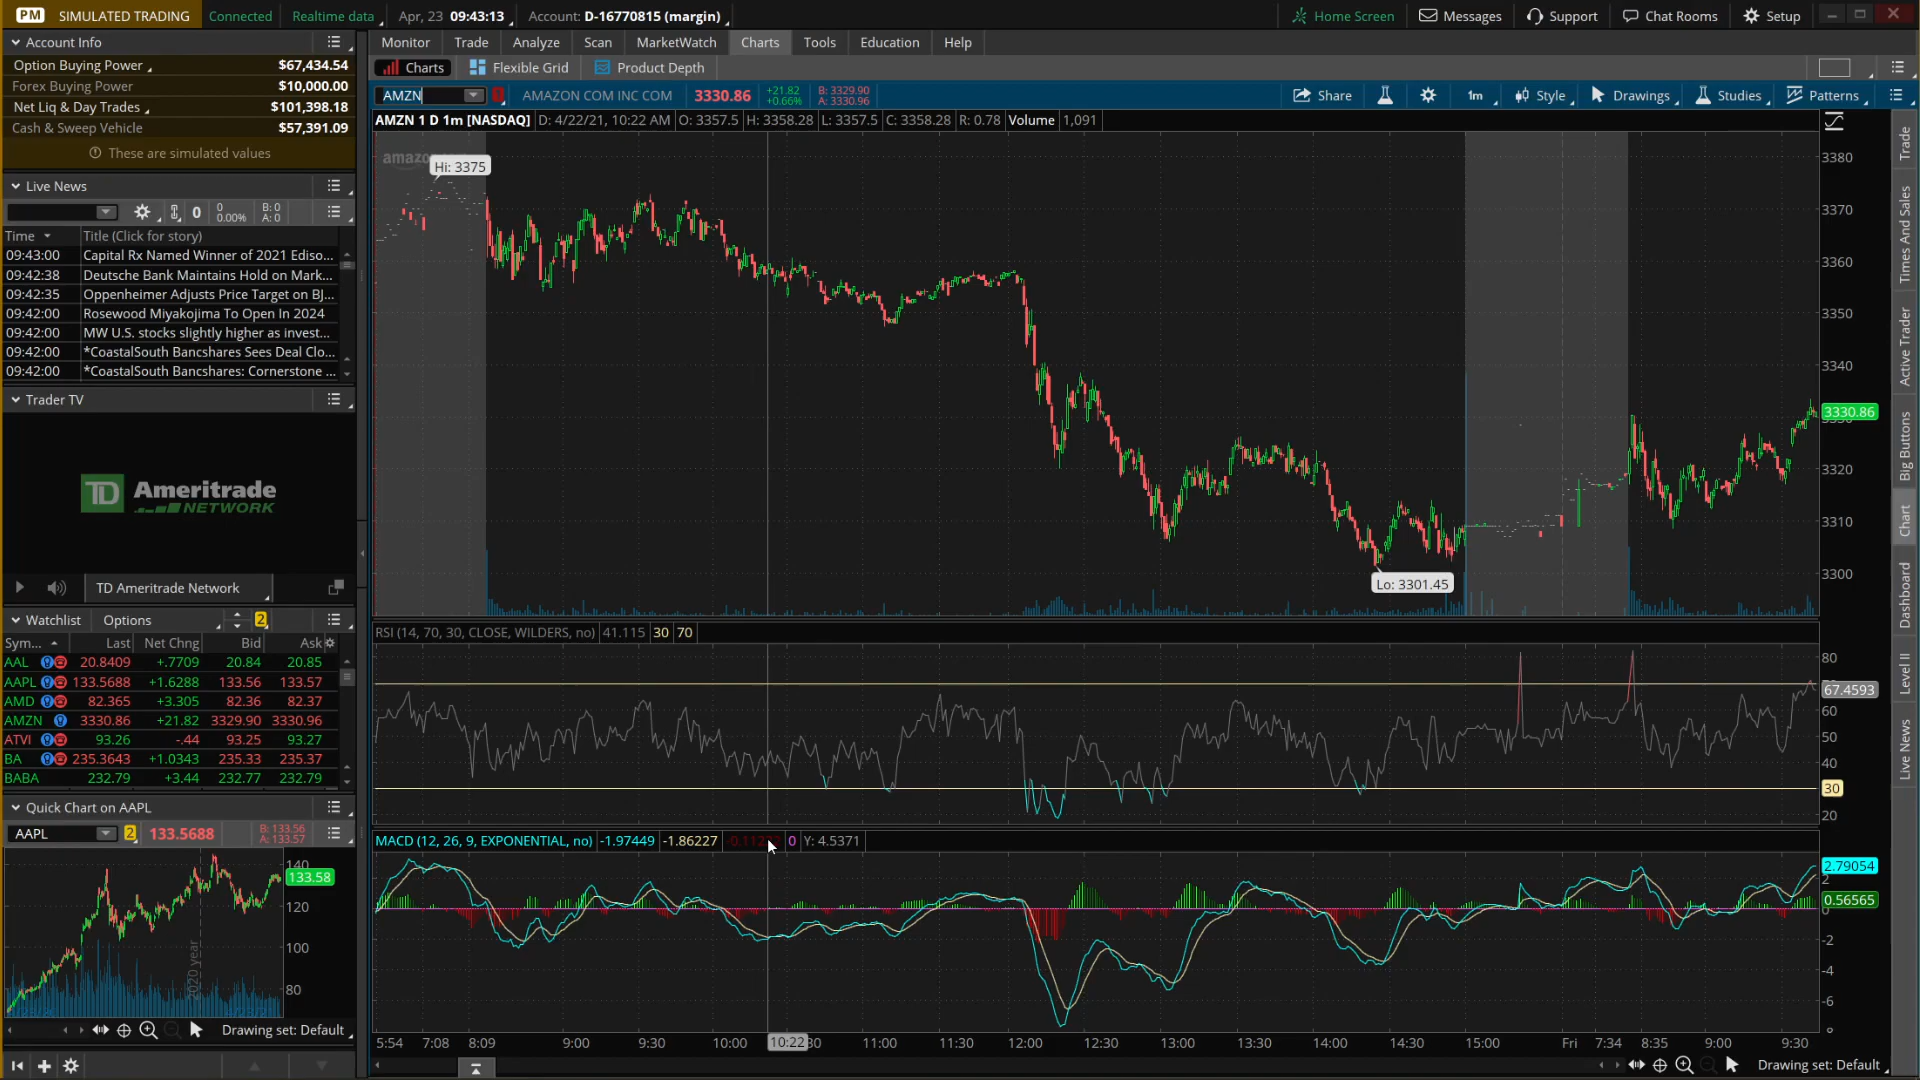 PM SIMULATED TRADING Connected Realtime data Apr, 23 09:43:13 Account: D-16770815 (margin) Home Screen Messages Support Chat Rooms Setup
Account Info
Option Buying Power $67,434.54
Forex Buying Power $10,000.00
Net Liq & Day Trades $101,398.18
Cash & Sweep Vehicle $57,391.09
These are simulated values
Live News
0 0 0.00% B: 0 A: 0
Time Title (Click for story)
09:43:00 Capital Rx Named Winner of 2021 Ediso...
09:42:38 Deutsche Bank Maintains Hold on Mark...
09:42:35 Oppenheimer Adjusts Price Target on BJ...
09:42:00 Rosewood Miyakojima To Open In 2024
09:42:00 MW U.S. stocks slightly higher as invest...
09:42:00 *CoastalSouth Bancshares Sees Deal Clo...
09:42:00 *CoastalSouth Bancshares: Cornerstone ...
Trader TV
TD Ameritrade
NETWORK
TD Ameritrade Network
Watchlist Options 2
Sym... Last Net Chng Bid Ask
AAL 20.8409 +.7709 20.84 20.85
AAPL 133.5688 +1.6288 133.56 133.57
AMD 82.365 +3.305 82.36 82.37
AMZN 3330.86 +21.82 3329.90 3330.96
ATVI 93.26 -.44 93.25 93.27
BA 235.3643 +1.0343 235.33 235.37
BABA 232.79 +3.44 232.77 232.79
Quick Chart on AAPL
AAPL 2 133.5688 B: 133.56 A: 133.57
140
133.58
120
100
80
2020 year
Drawing set: Default
Monitor Trade Analyze Scan MarketWatch Charts Tools Education Help
Charts Flexible Grid Product Depth
AMZN AMAZON COM INC COM 3330.86 +21.82 +0.66% B: 3329.90 A: 3330.96 Share 1m Style Drawings Studies Patterns
AMZN 1 D 1m [NASDAQ] D: 4/22/21, 10:22 AM O: 3357.5 H: 3358.28 L: 3357.5 C: 3358.28 R: 0.78 Volume 1,091
amazo
Hi: 3375
3380
3370
3360
3350
3340
3330.86
3320
3310
3300
Lo: 3301.45
RSI (14, 70, 30, CLOSE, WILDERS, no) 41.115 30 70
80
67.4593
60
50
40
30
20
MACD (12, 26, 9, EXPONENTIAL, no) -1.97449 -1.86227 0 Y: 4.5371
2.79054
2
0.56565
0
-2
-4
-6
5:54 7:08 8:09 9:00 9:30 10:00 10:22 11:00 11:30 12:00 12:30 13:00 13:30 14:00 14:30 15:00 Fri 7:34 8:35 9:00 9:30
Drawing set: Default
Trade
Times And Sales
Active Trader
Big Buttons
Chart
Dashboard
Level II
Live News